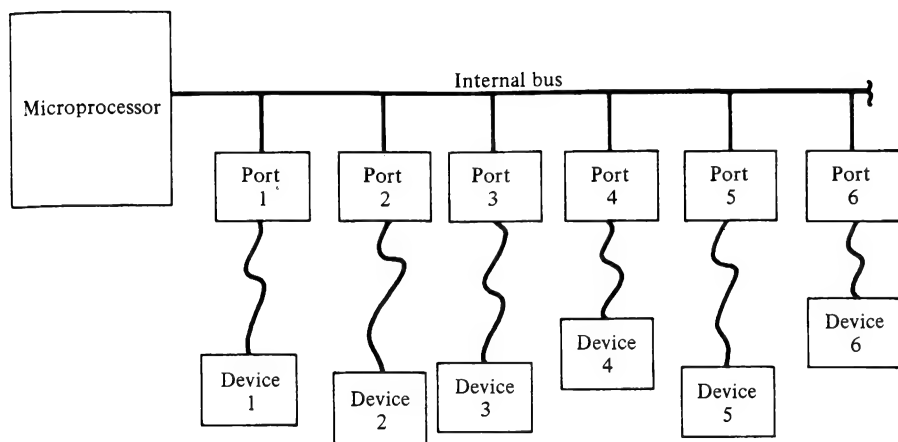 Internal bus
Microprocessor
Port
1
Port
2
Port
3
Port
4
Port
5
Port
6
Device
1
Device
2
Device
3
Device
4
Device
5
Device
6